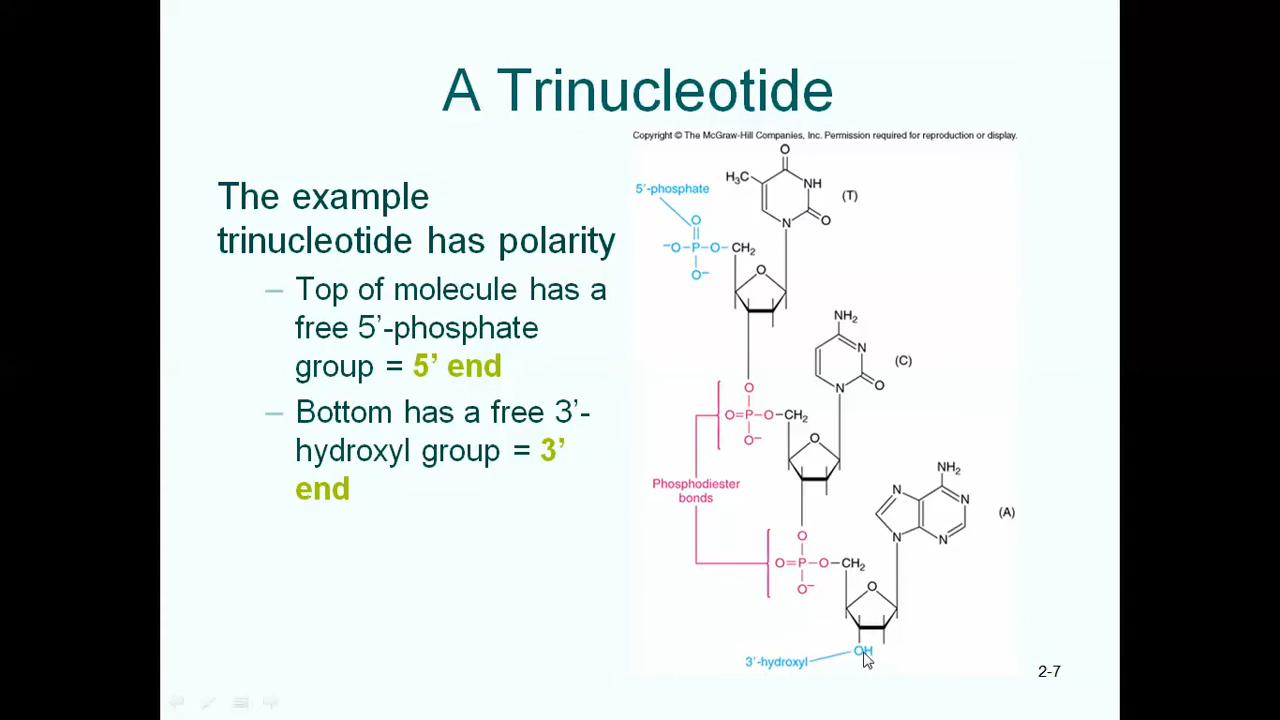 A Trinucleotide
Copyright © The McGraw-Hill Companies, Inc. Permission required for reproduction or display.
The example
trinucleotide has polarity
– Top of molecule has a
free 5’-phosphate
group = 5’ end
– Bottom has a free 3’-
hydroxyl group = 3’
end
5′-phosphate
O
H₃C
NH
(T)
N
O
O
⁻O–P–O–CH₂
O⁻
O
NH₂
N
(C)
N
O
O
O=P–O–CH₂
O⁻
O
Phosphodiester
bonds
NH₂
N
N
(A)
N
N
O
O=P–O–CH₂
O⁻
O
OH
3′-hydroxyl
2-7